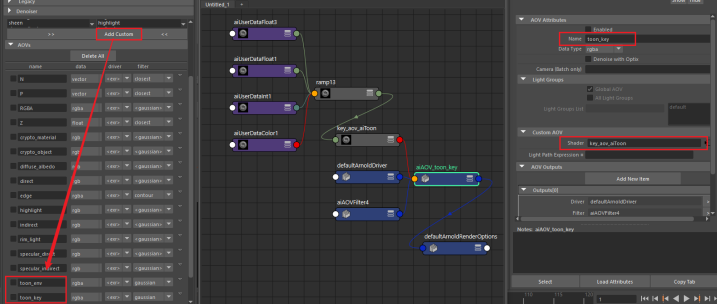 Legacy
Denoiser
sheen
highlight
>>
Add Custom
<<
AOVs
Delete All
name data driver filter
N vector <exr> closest
P vector <exr> closest
RGBA rgba <exr> <gaussian>
Z float <exr> closest
crypto_material rgb <exr> <gaussian>
crypto_object rgb <exr> <gaussian>
diffuse_albedo rgb <exr> <gaussian>
direct rgb <exr> <gaussian>
edge rgba <exr> contour
highlight rgb <exr> <gaussian>
indirect rgb <exr> <gaussian>
rim_light rgb <exr> <gaussian>
specular_direct rgb <exr> <gaussian>
specular_indirect rgb <exr> <gaussian>
toon_env rgba <exr> gaussian
toon_key rgba <exr> gaussian
Untitled_1
aiUserDataFloat3
aiUserDataFloat1
ramp13
aiUserDataInt1
key_aov_aiToon
aiUserDataColor1
defaultArnoldDriver
aiAOV_toon_key
aiAOVFilter4
defaultArnoldRenderOptions
Show
AOV Attributes
Enabled
Name toon_key
Data Type rgba
Denoise with Optix
Camera (Batch only)
Light Groups
Global AOV
All Light Groups
Light Groups List
default
Custom AOV
Shader key_aov_aiToon
Light Path Expression #
AOV Outputs
Add New Item
Outputs[0]
Driver defaultArnoldDriver
Filter aiAOVFilter4
Notes: aiAOV_toon_key
Select
Load Attributes
Copy Tab
110
1